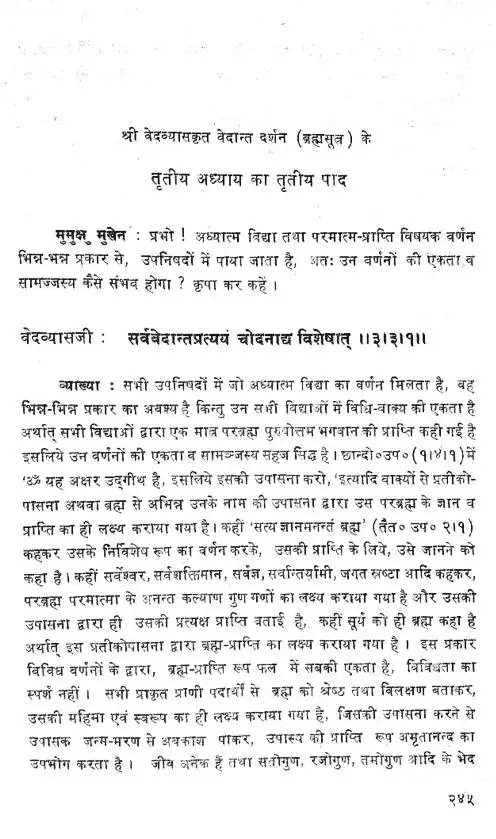 श्री वेदव्यासकृत वेदान्त दर्शन (ब्रह्मसूत्र) के
तृतीय अध्याय का तृतीय पाद
मुमुक्षु मुखेन : प्रभो ! अध्यात्म विद्या तथा परमात्म-प्राप्ति विषयक वर्णन
भिन्न-भन्न प्रकार से, उपनिषदों में पाया जाता है, अतः उन वर्णनों की एकता व
सामञ्जस्य कैसे संभव होगा ? कृपा कर कहें ।
वेदव्यासजी : सर्ववेदान्तप्रत्ययं चोदनाद्य विशेषात् ।।३।३।१।।
व्याख्या : सभी उपनिषदों में जो अध्यात्म विद्या का वर्णन मिलता है, वह
भिन्न-भिन्न प्रकार का अवश्य है किन्तु उन सभी विद्याओं में विधि-वाक्य की एकता है
अर्थात् सभी विद्याओं द्वारा एक मात्र परब्रह्म पुरुषोत्तम भगवान की प्राप्ति कही गई है
इसलिये उन वर्णनों की एकता व सामञ्जस्य सहज सिद्ध है । छान्दो॰उप॰ (१।४।१) में
'ॐ यह अक्षर उद्गीथ है, इसलिये इसकी उपासना करो, 'इत्यादि वाक्यों से प्रतीको-
पासना अथवा ब्रह्म से अभिन्न उनके नाम की उपासना द्वारा उस परब्रह्म के ज्ञान व
प्राप्ति का ही लक्ष्य कराया गया है । कहीं 'सत्य ज्ञानमनन्तं ब्रह्म' (तैत॰ उप॰ २।१)
कहकर उसके निर्विशेष रूप का वर्णन करके, उसकी प्राप्ति के लिये, उसे जानने को
कहा है । कहीं सर्वेश्वर, सर्वशक्तिमान, सर्वज्ञ, सर्वान्तर्यामी, जगत स्रष्टा आदि कहकर,
परब्रह्म परमात्मा के अनन्त कल्याण गुण गणों का लक्ष्य कराया गया है और उसकी
उपासना द्वारा ही उसकी प्रत्यक्ष प्राप्ति बताई है, कहीं सूर्य को ही ब्रह्म कहा है
अर्थात् इस प्रतीकोपासना द्वारा ब्रह्म-प्राप्ति का लक्ष्य कराया गया है । इस प्रकार
विविध वर्णनों के द्वारा, ब्रह्म-प्राप्ति रूप फल में सबकी एकता है, विविधता का
स्पर्श नहीं । सभी प्राकृत प्राणी पदार्थों से ब्रह्म को श्रेष्ठ तथा विलक्षण बताकर,
उसकी महिमा एवं स्वरूप का ही लक्ष्य कराया गया है, जिसकी उपासना करने से
उपासक जन्म-मरण से अवकाश पाकर, उपास्य की प्राप्ति रूप अमृतानन्द का
उपभोग करता है । जीव अनेक हैं तथा सतोगुण, रजोगुण, तमोगुण आदि के भेद
२४५